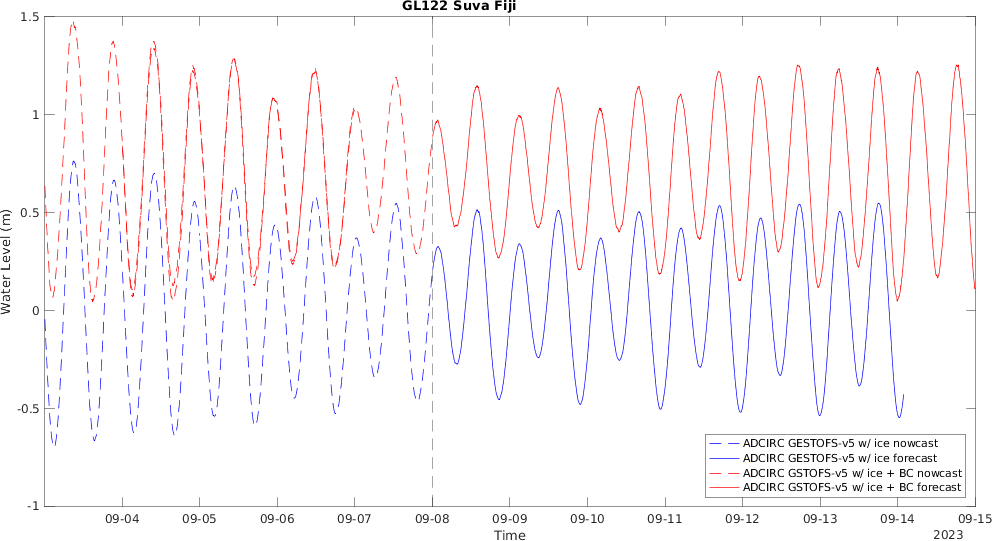 GL122 Suva Fiji
1.5
1
0.5
0
-0.5
-1
Water Level (m)
ADCIRC GESTOFS-v5 w/ ice nowcast
ADCIRC GESTOFS-v5 w/ ice forecast
ADCIRC GSTOFS-v5 w/ ice + BC nowcast
ADCIRC GSTOFS-v5 w/ ice + BC forecast
09-04 09-05 09-06 09-07 09-08 09-09 09-10 09-11 09-12 09-13 09-14 09-15
Time
2023